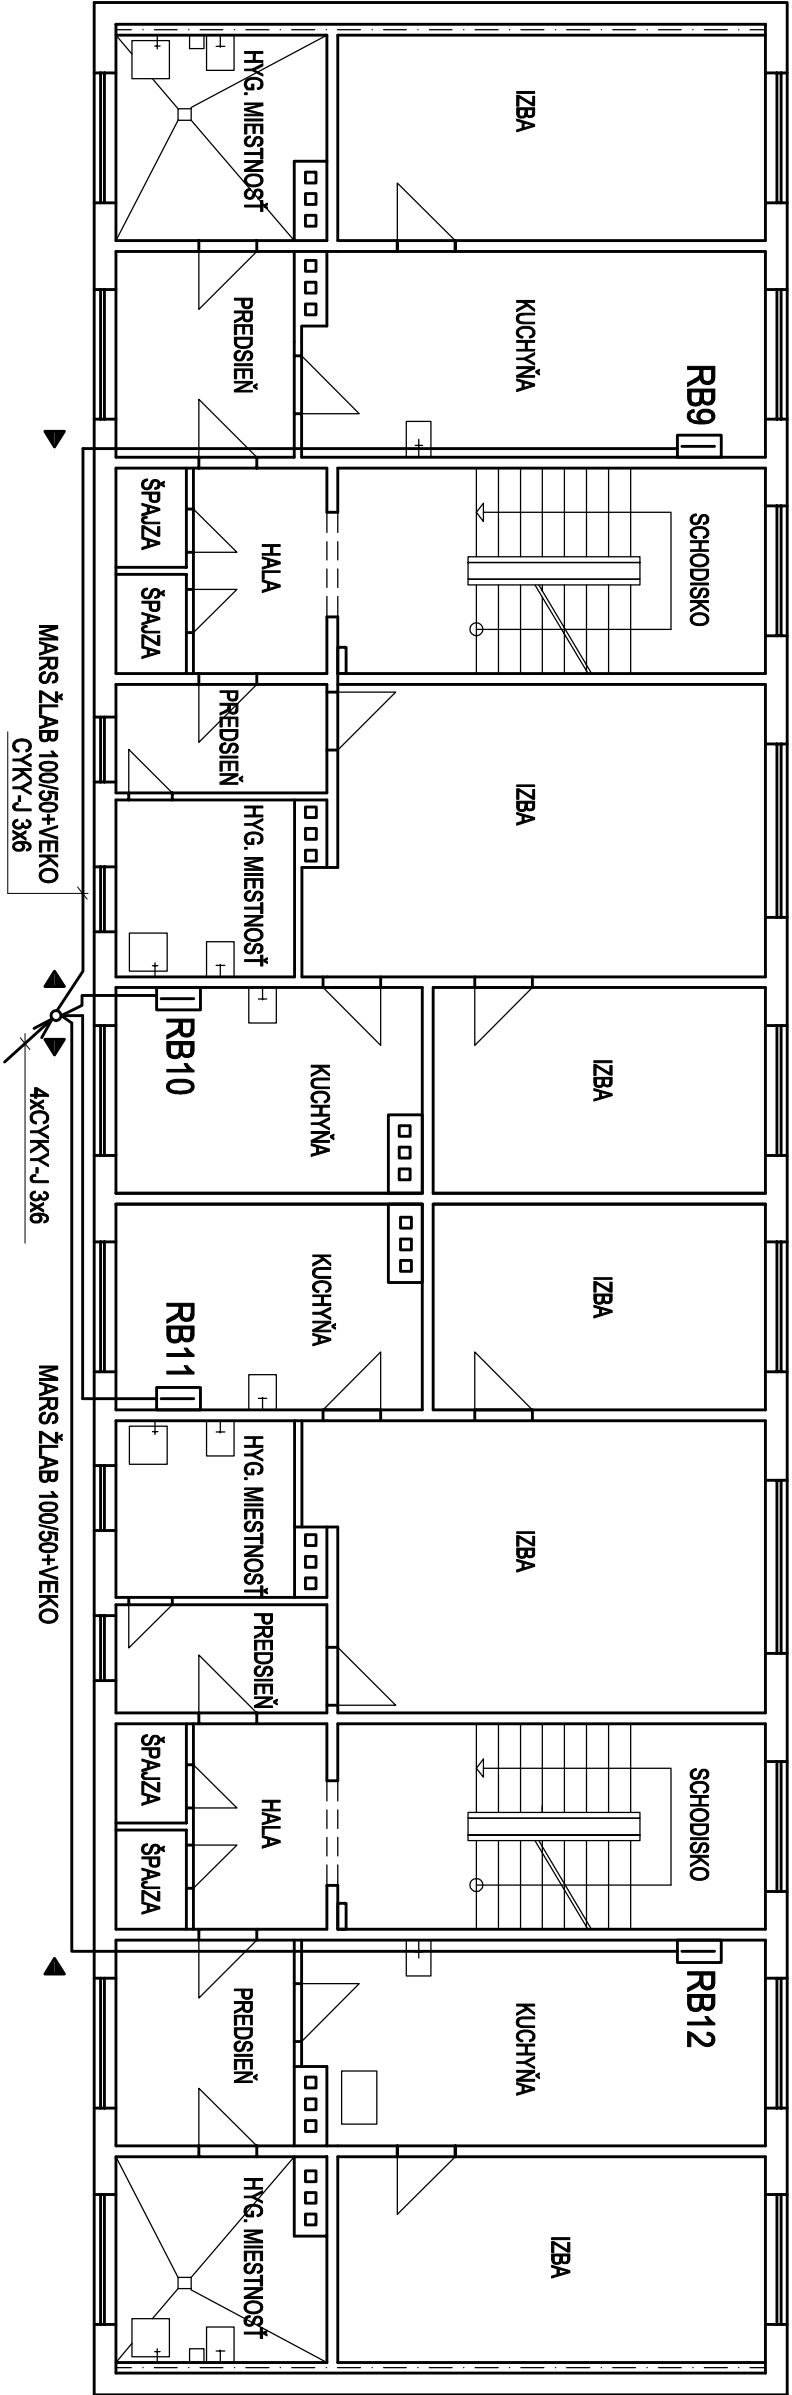 HYG. MIESTNOSŤ
IZBA
PREDSIEŇ
KUCHYŇA
RB9
ŠPAJZA
ŠPAJZA
HALA
SCHODISKO
MARS ŽLAB 100/50+VEKO
CYKY-J 3x6
PREDSIEŇ
HYG. MIESTNOSŤ
IZBA
RB10
KUCHYŇA
IZBA
4xCYKY-J 3x6
RB11
KUCHYŇA
IZBA
MARS ŽLAB 100/50+VEKO
HYG. MIESTNOSŤ
PREDSIEŇ
IZBA
ŠPAJZA
ŠPAJZA
HALA
SCHODISKO
PREDSIEŇ
KUCHYŇA
RB12
HYG. MIESTNOSŤ
IZBA